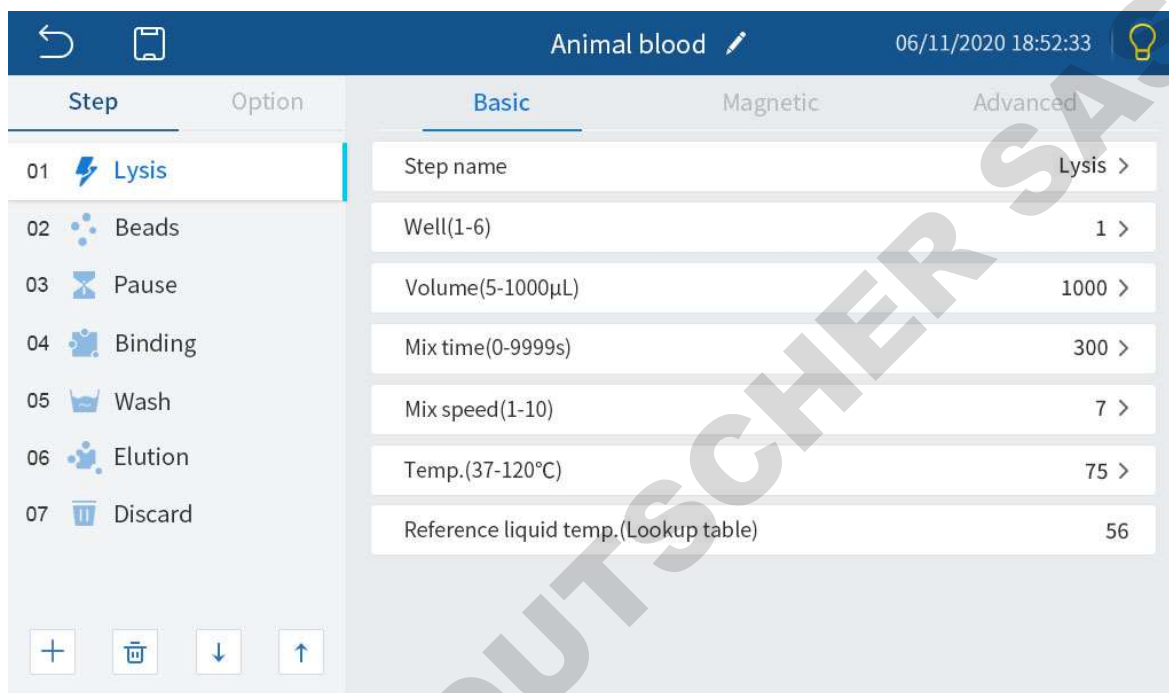 Animal blood 06/11/2020 18:52:33
Step Option
Basic Magnetic Advanced
01 Lysis
02 Beads
03 Pause
04 Binding
05 Wash
06 Elution
07 Discard
Step name Lysis >
Well(1-6) 1 >
Volume(5-1000μL) 1000 >
Mix time(0-9999s) 300 >
Mix speed(1-10) 7 >
Temp.(37-120℃) 75 >
Reference liquid temp.(Lookup table) 56
OUTSCHER SAS